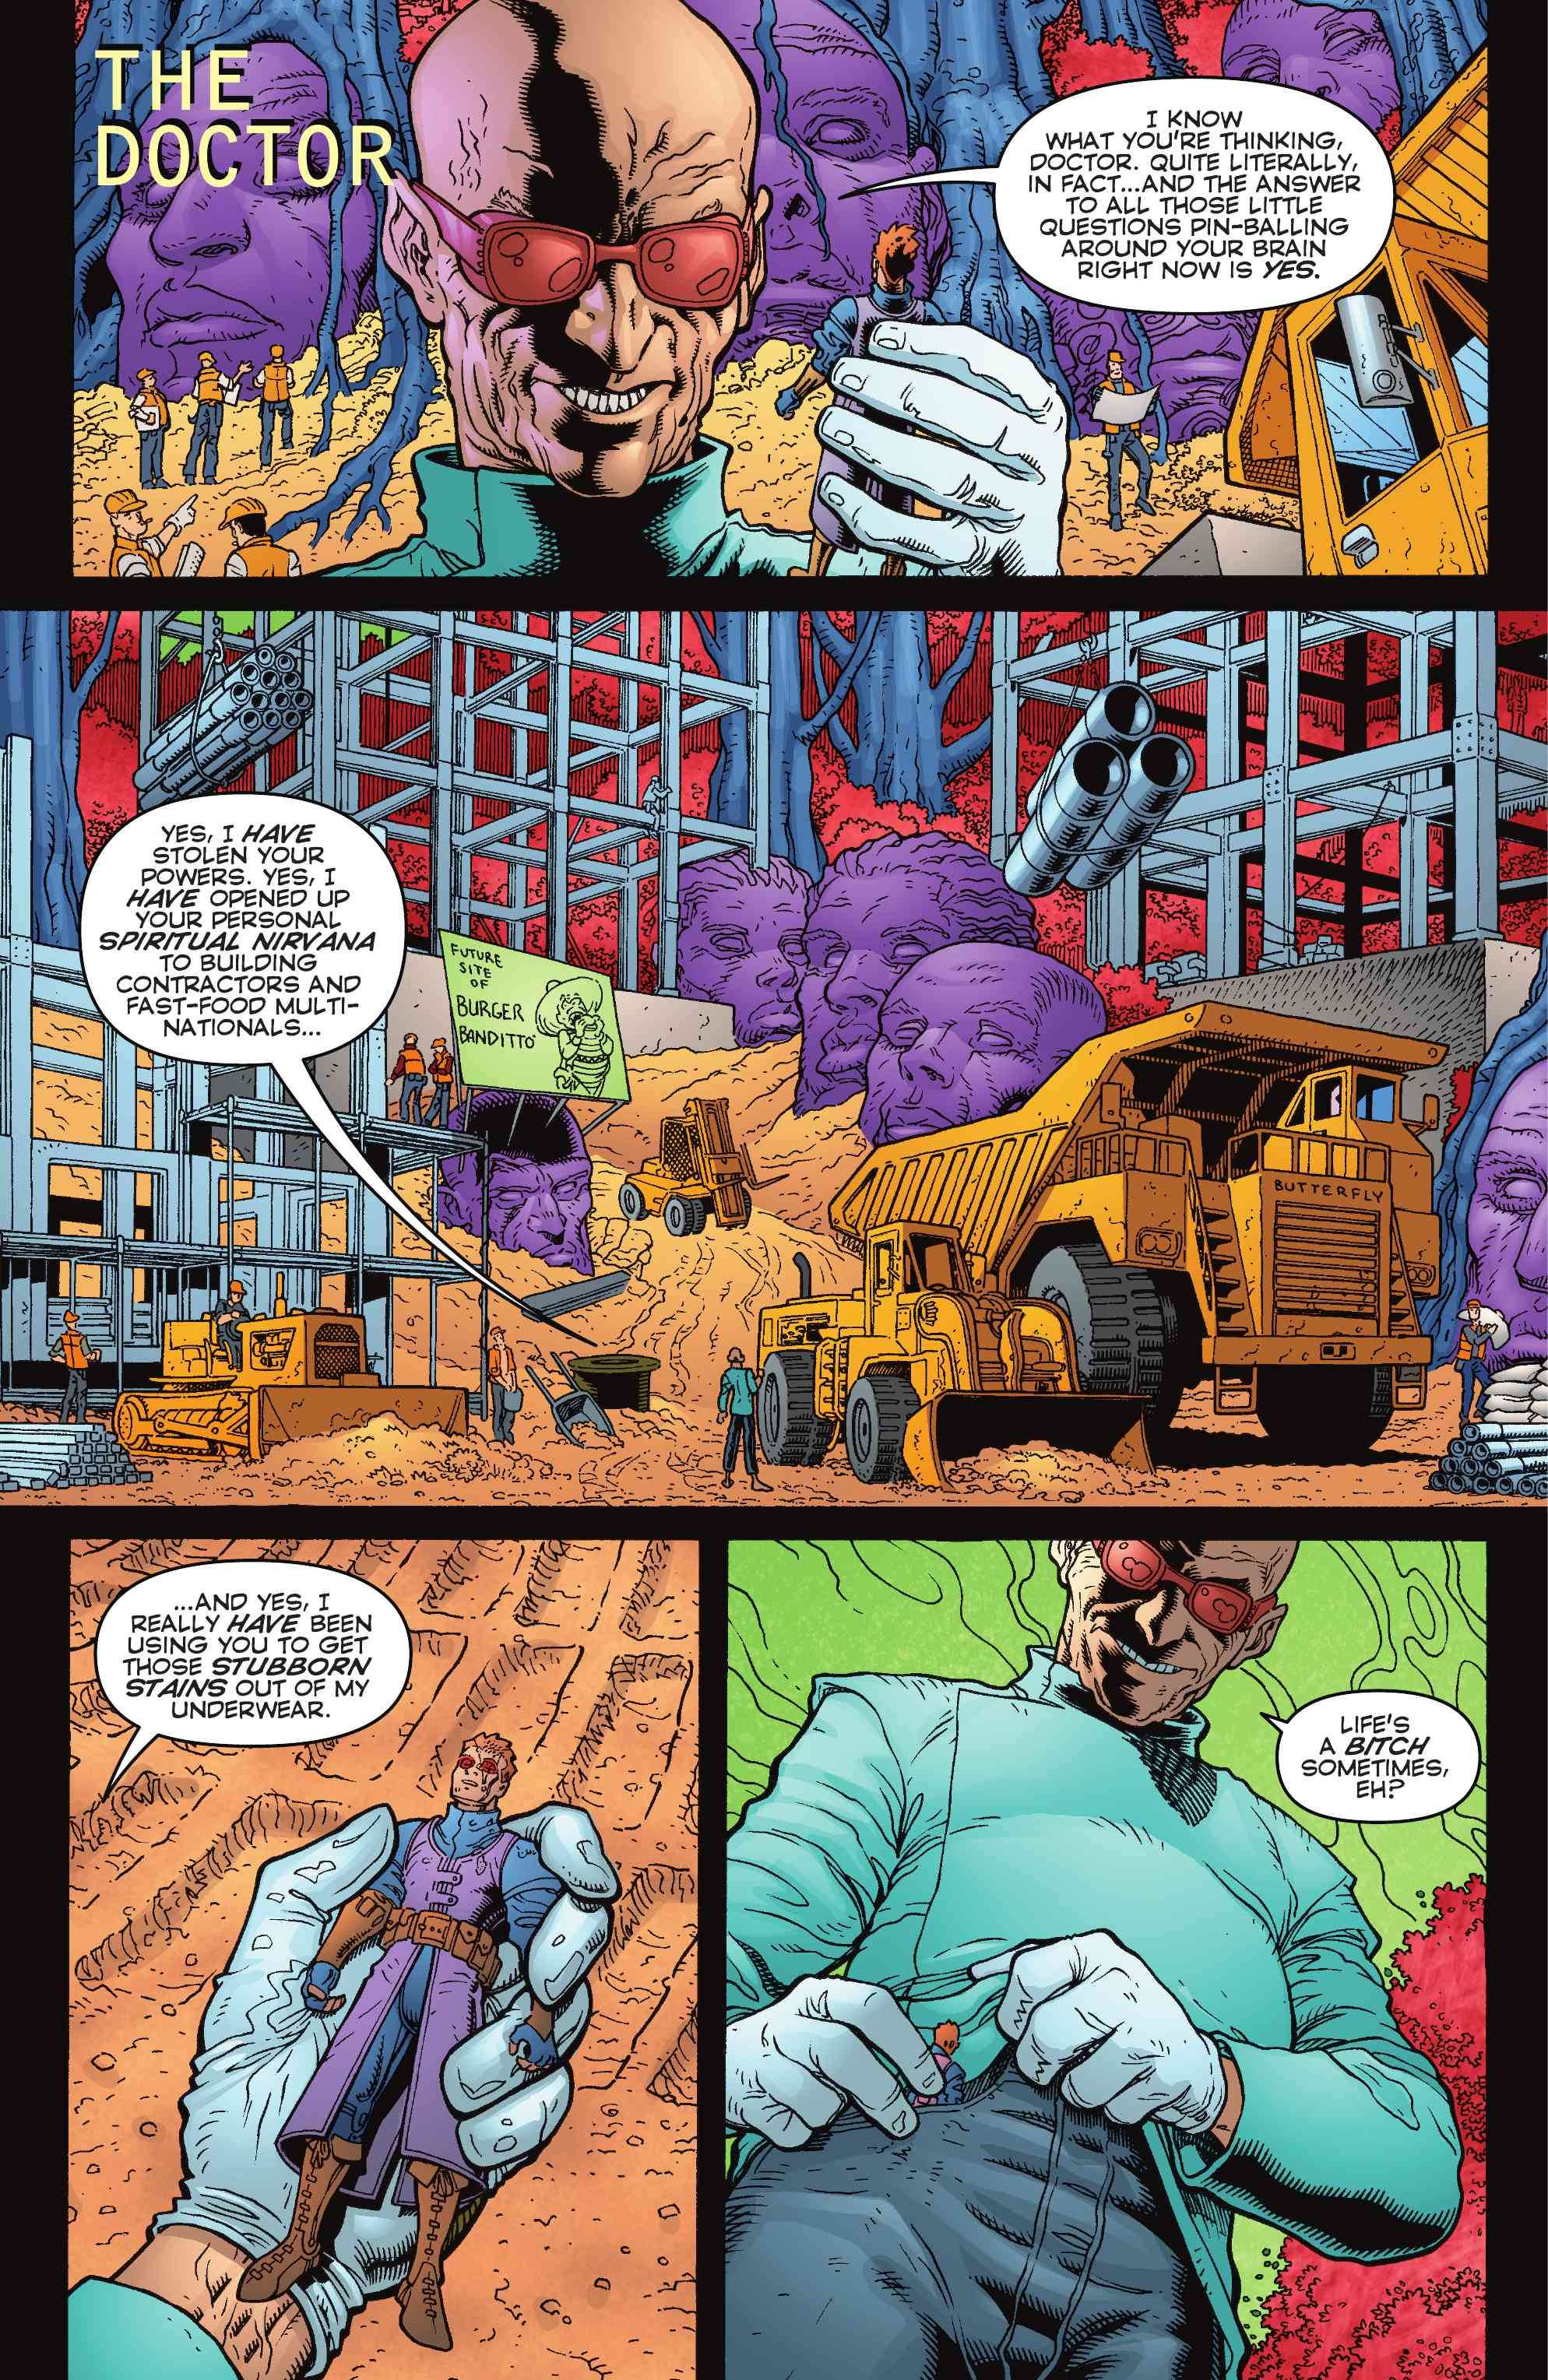 THE
DOCTOR
I KNOW
WHAT YOU'RE THINKING,
DOCTOR. QUITE LITERALLY,
IN FACT...AND THE ANSWER
TO ALL THOSE LITTLE
QUESTIONS PIN-BALLING
AROUND YOUR BRAIN
RIGHT NOW IS YES.
YES, I HAVE
STOLEN YOUR
POWERS. YES, I
HAVE OPENED UP
YOUR PERSONAL
SPIRITUAL NIRVANA
TO BUILDING
CONTRACTORS AND
FAST-FOOD MULTI-
NATIONALS...
FUTURE
SITE
OF
BURGER
BANDITTO
BUTTERFLY
...AND YES, I
REALLY HAVE BEEN
USING YOU TO GET
THOSE STUBBORN
STAINS OUT OF MY
UNDERWEAR.
LIFE'S
A BITCH
SOMETIMES,
EH?